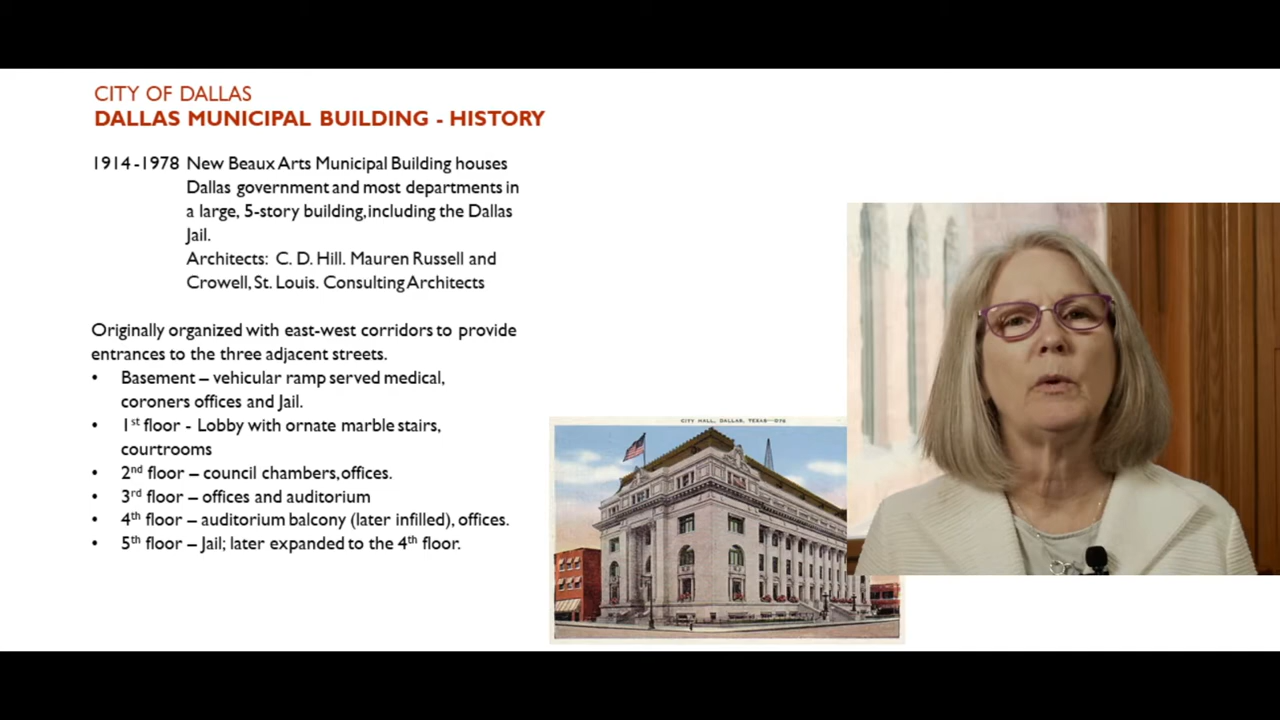 CITY OF DALLAS
DALLAS MUNICIPAL BUILDING - HISTORY
1914-1978 New Beaux Arts Municipal Building houses
Dallas government and most departments in
a large, 5-story building, including the Dallas
Jail.
Architects: C. D. Hill. Mauren Russell and
Crowell, St. Louis. Consulting Architects
Originally organized with east-west corridors to provide
entrances to the three adjacent streets.
• Basement – vehicular ramp served medical,
coroners offices and Jail.
• 1st floor - Lobby with ornate marble stairs,
courtrooms
• 2nd floor – council chambers, offices.
• 3rd floor – offices and auditorium
• 4th floor – auditorium balcony (later infilled), offices.
• 5th floor – Jail; later expanded to the 4th floor.
CITY HALL, DALLAS, TEXAS